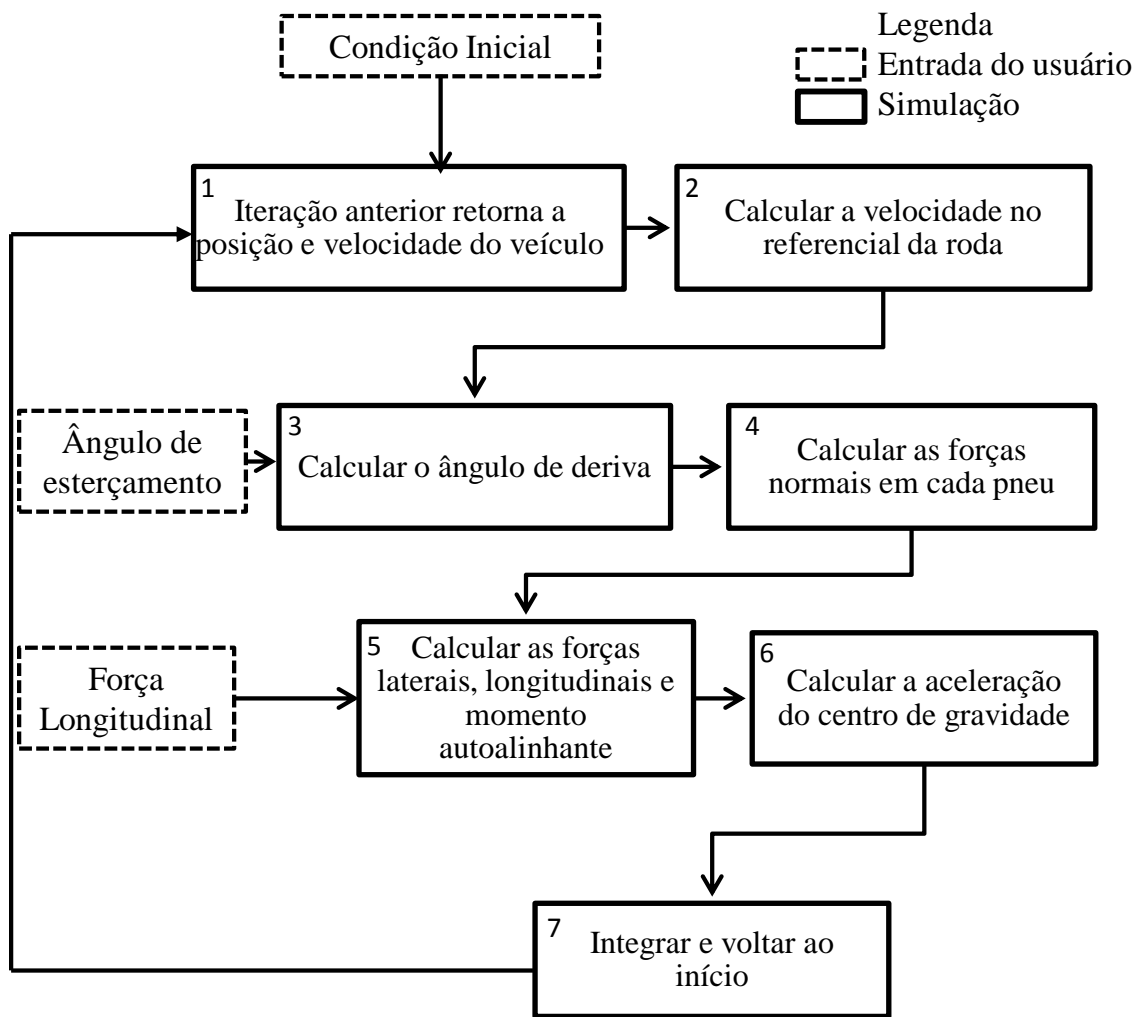 Condição Inicial
Legenda
Entrada do usuário
Simulação
1
Iteração anterior retorna a
posição e velocidade do veículo
2
Calcular a velocidade no
referencial da roda
Ângulo de
esterçamento
3
Calcular o ângulo de deriva
4
Calcular as forças
normais em cada pneu
Força
Longitudinal
5
Calcular as forças
laterais, longitudinais e
momento
autoalinhante
6
Calcular a aceleração
do centro de gravidade
7
Integrar e voltar ao
início